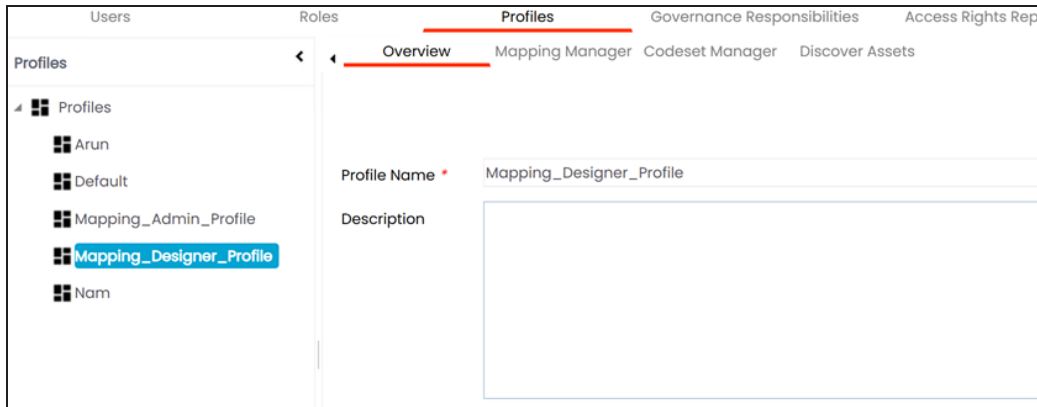 Users Roles Profiles Governance Responsibilities Access Rights
Profiles Overview Mapping Manager Codeset Manager Discover Assets
Profiles
Arun
Default
Profile Name * Mapping_Designer_Profile
Mapping_Admin_Profile Description
Mapping_Designer_Profile
Nam